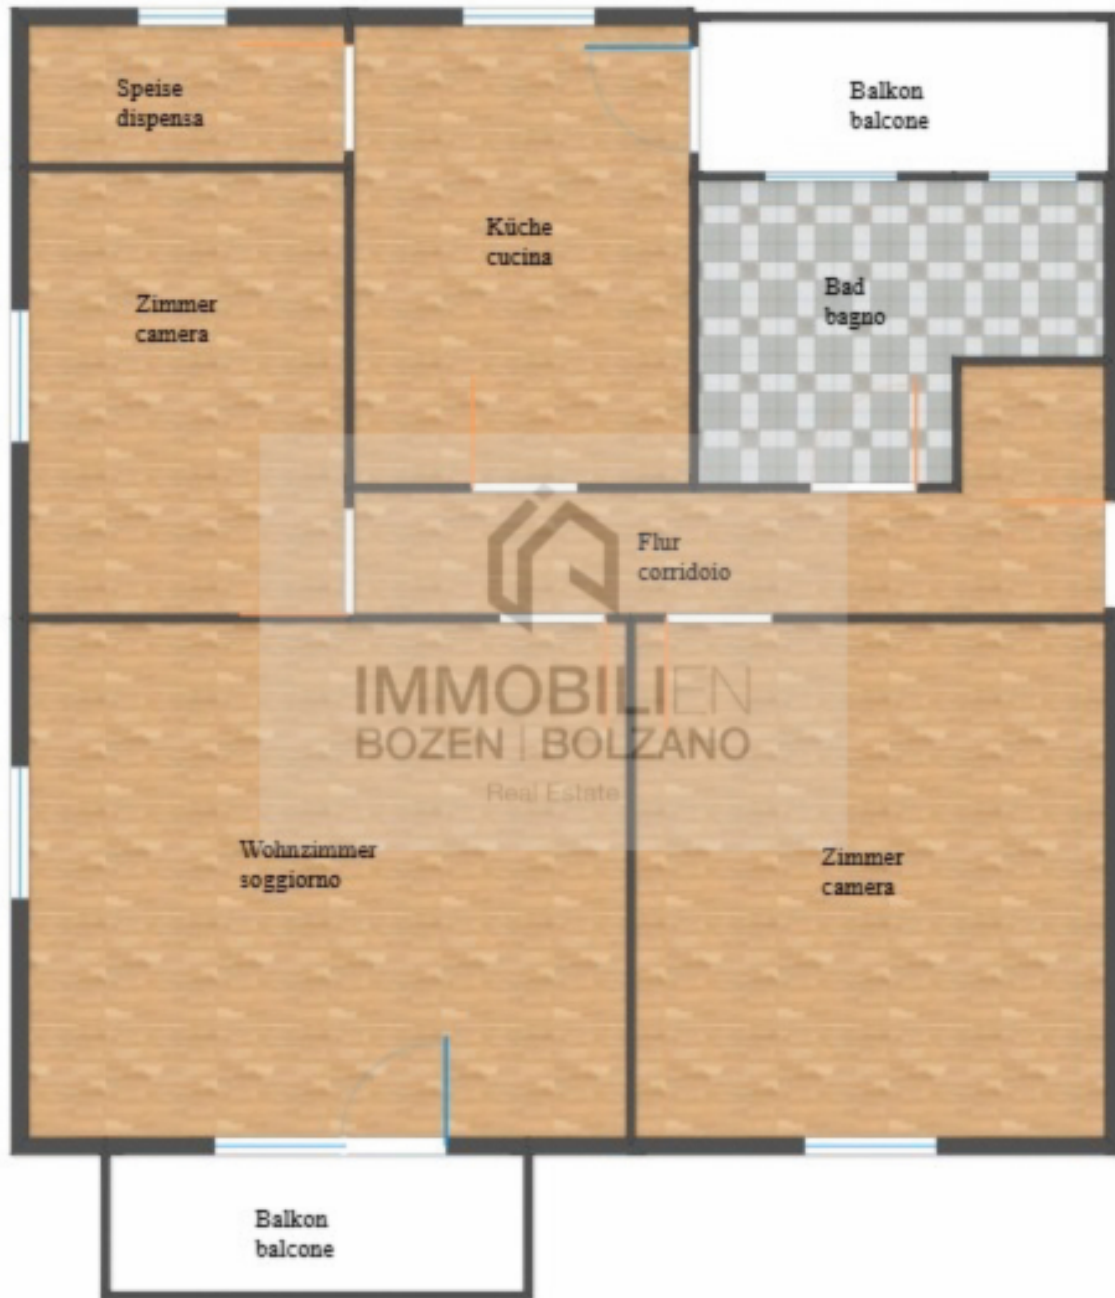 Speise
dispensa
Balkon
balcone
Küche
cucina
Zimmer
camera
Bad
bagno
Flur
corridoio
IMMOBILIEN
BOZEN | BOLZANO
Real Estate
Wohnzimmer
soggiorno
Zimmer
camera
Balkon
balcone